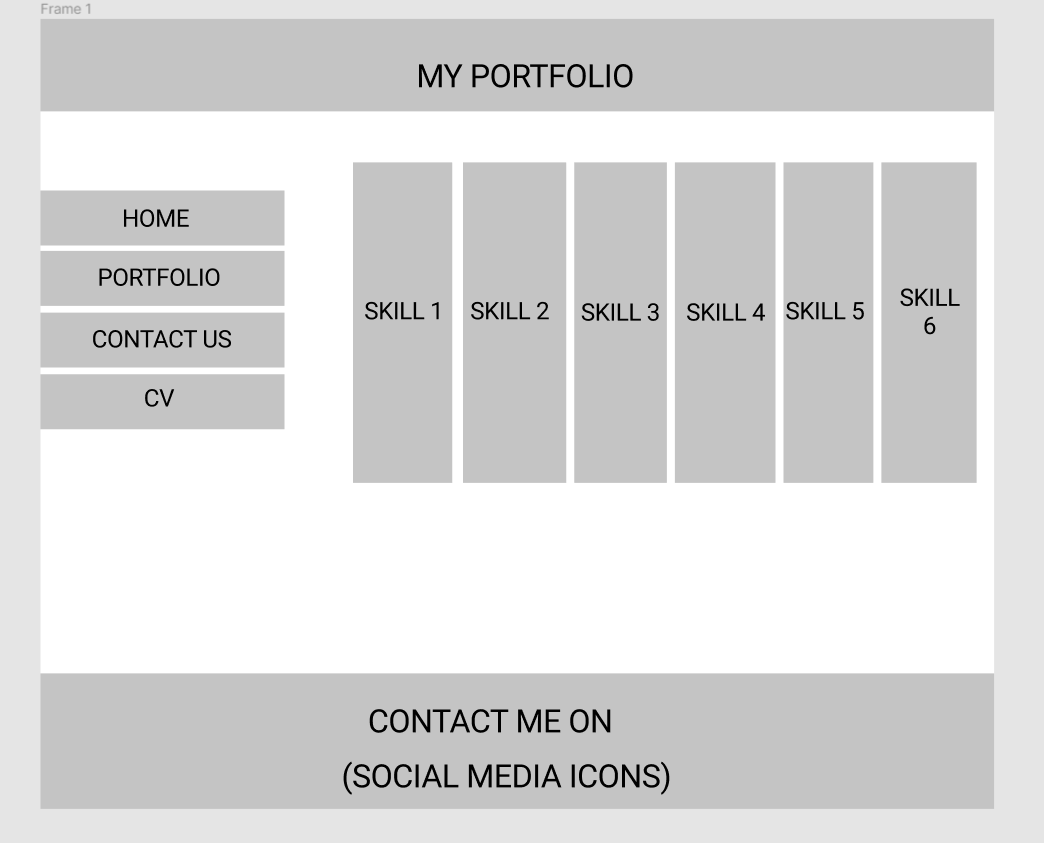 Frame 1
MY PORTFOLIO
HOME
PORTFOLIO
CONTACT US
CV
SKILL 1
SKILL 2
SKILL 3
SKILL 4
SKILL 5
SKILL
6
CONTACT ME ON
(SOCIAL MEDIA ICONS)